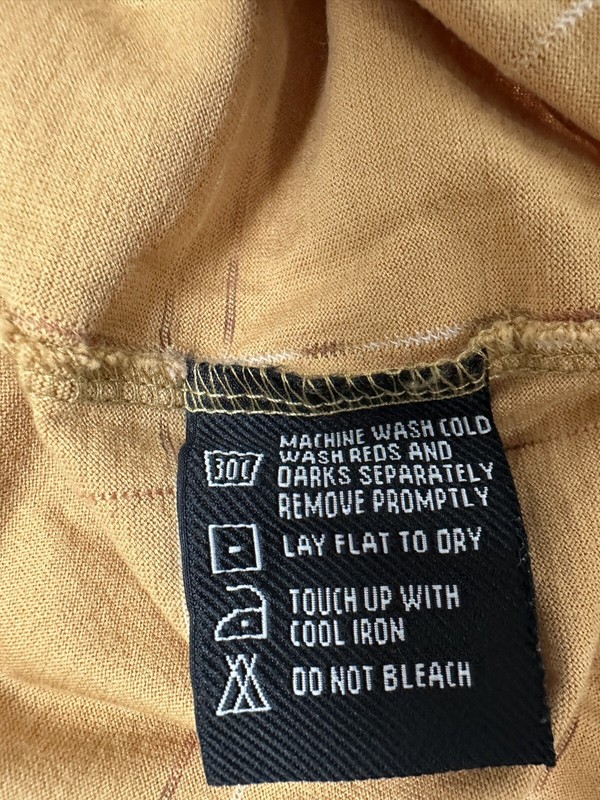 MACHINE WASH COLD
WASH REDS AND
DARKS SEPARATELY
REMOVE PROMPTLY
30C
LAY FLAT TO DRY
TOUCH UP WITH
COOL IRON
DO NOT BLEACH